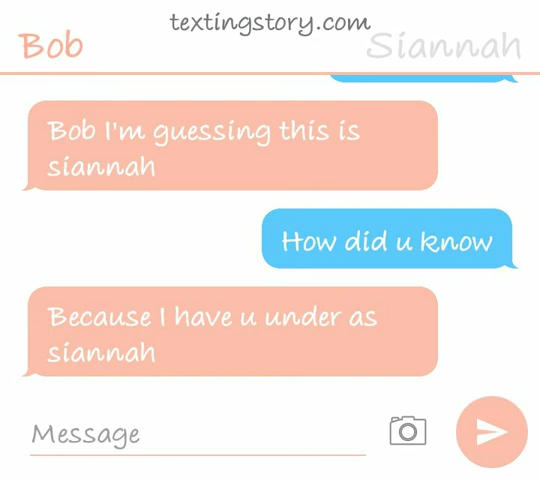 textingstory.com
Bob
Siannah
Bob I'm guessing this is
siannah
How did u know
Because I have u under as
siannah
Message